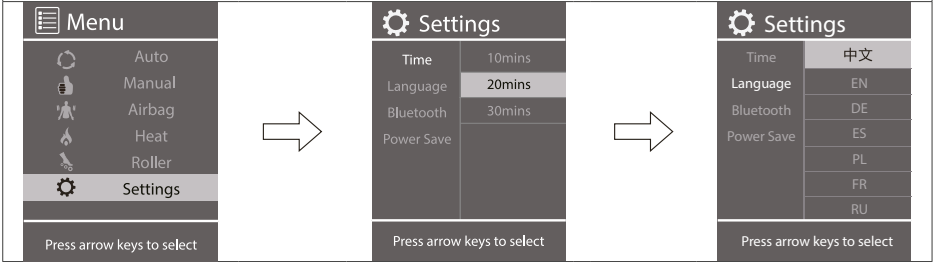 Menu
Auto
Manual
Airbag
Heat
Roller
Settings
Press arrow keys to select
Settings
Time
Language
Bluetooth
Power Save
10mins
20mins
30mins
Press arrow keys to select
Settings
Time
Language
Bluetooth
Power Save
中文
EN
DE
ES
PL
FR
RU
Press arrow keys to select